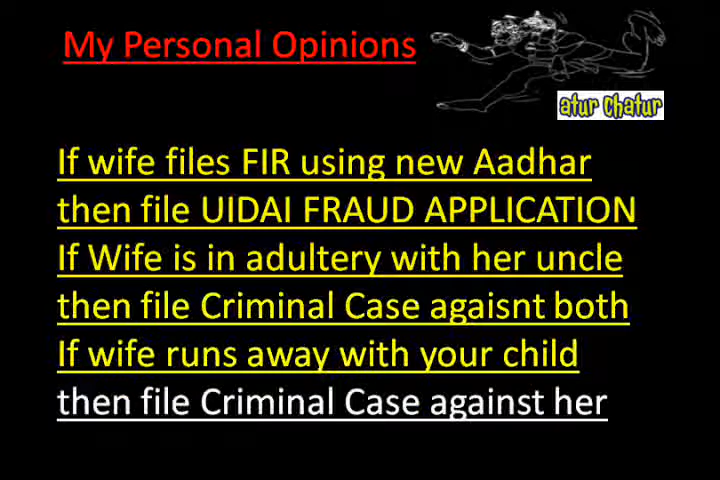 My Personal Opinions
atur Chatur
If wife files FIR using new Aadhar
then file UIDAI FRAUD APPLICATION
If Wife is in adultery with her uncle
then file Criminal Case agaisnt both
If wife runs away with your child
then file Criminal Case against her